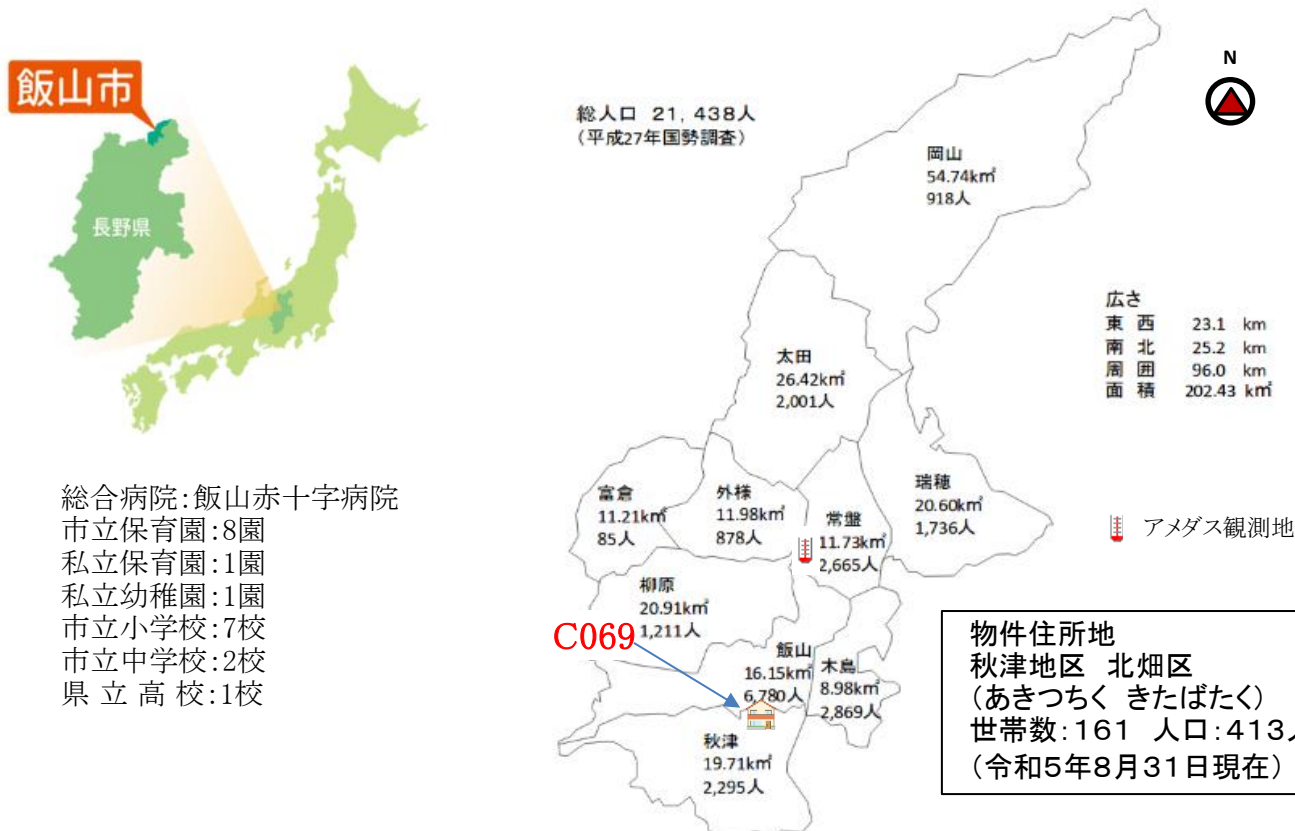 飯山市
長野県
総人口 21,438人
(平成27年国勢調査)
N
岡山
54.74k㎡
918人
広さ
東 西 23.1 km
南 北 25.2 km
周 囲 96.0 km
面 積 202.43 k㎡
太田
26.42k㎡
2,001人
富倉
11.21k㎡
85人
外様
11.98k㎡
878人
常盤
11.73k㎡
2,665人
瑞穂
20.60k㎡
1,736人
アメダス観測地
柳原
20.91k㎡
1,211人
C069
飯山
16.15k㎡
6,780人
木島
8.98k㎡
2,869人
秋津
19.71k㎡
2,295人
総合病院:飯山赤十字病院
市立保育園:8園
私立保育園:1園
私立幼稚園:1園
市立小学校:7校
市立中学校:2校
県 立 高 校:1校
物件住所地
秋津地区 北畑区
(あきつちく きたばたく)
世帯数:161 人口:413人
(令和5年8月31日現在)